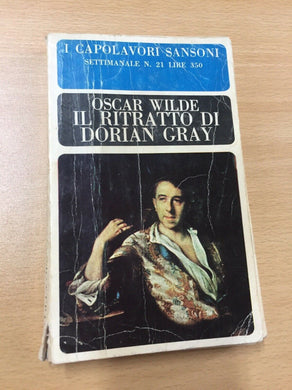 I CAPOLAVORI SANSONI
SETTIMANALE N. 21 LIRE 350
OSCAR WILDE
IL RITRATTO DI
DORIAN GRAY